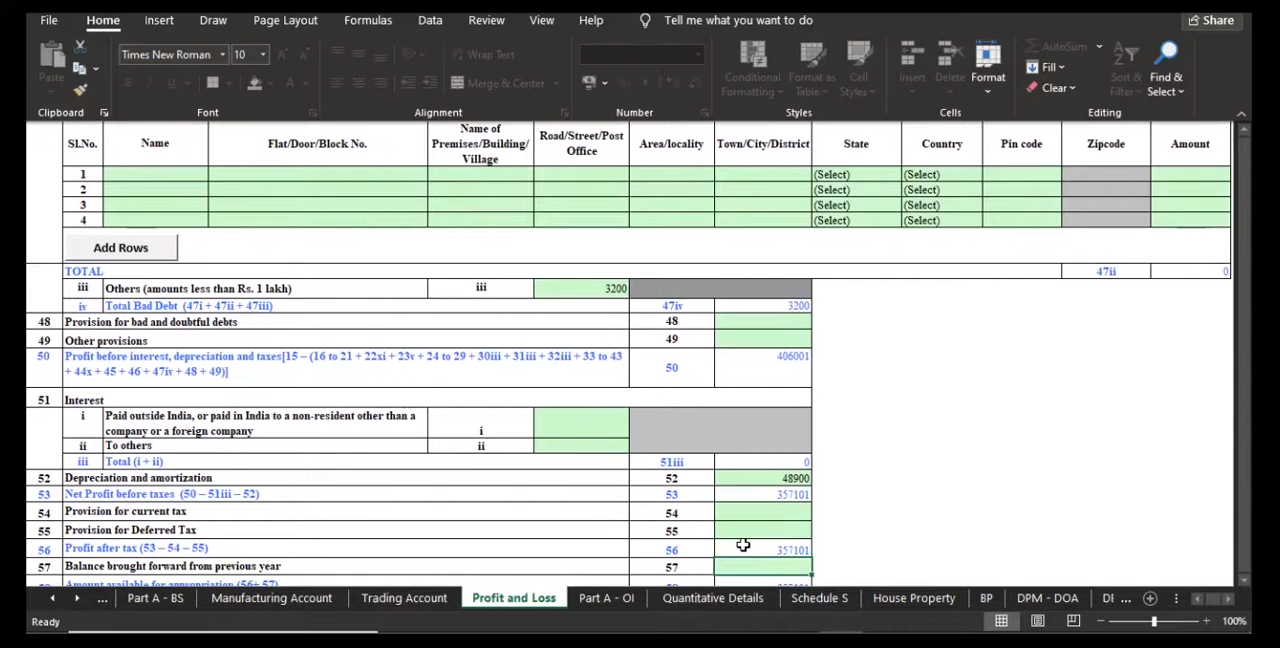 File Home Insert Draw Page Layout Formulas Data Review View Help Tell me what you want to do Share
Times New Roman 10 Wrap Text
Paste B I U A Merge & Center
Conditional Formatting Format as Table Cell Styles Insert Delete Format
AutoSum Fill Clear Sort & Filter Find & Select
Clipboard Font Alignment Number Styles Cells Editing
Sl.No. Name Flat/Door/Block No. Name of Premises/Building/ Village Road/Street/Post Office Area/locality Town/City/District State Country Pin code Zipcode Amount
1 (Select) (Select)
2 (Select) (Select)
3 (Select) (Select)
4 (Select) (Select)
Add Rows
TOTAL 47ii 0
iii Others (amounts less than Rs. 1 lakh) iii 3200
iv Total Bad Debt (47i + 47ii + 47iii) 47iv 3200
48 Provision for bad and doubtful debts 48
49 Other provisions 49
50 Profit before interest, depreciation and taxes[15 – (16 to 21 + 22xi + 23v + 24 to 29 + 30iii + 31iii + 32iii + 33 to 43
+ 44x + 45 + 46 + 47iv + 48 + 49)] 50 406001
51 Interest
i Paid outside India, or paid in India to a non-resident other than a
company or a foreign company i
ii To others ii
iii Total (i + ii) 51iii 0
52 Depreciation and amortization 52 48900
53 Net Profit before taxes (50 – 51iii – 52) 53 357101
54 Provision for current tax 54
55 Provision for Deferred Tax 55
56 Profit after tax (53 – 54 – 55) 56 357101
57 Balance brought forward from previous year 57
Amount available for appropriation (56+ 57)
... Part A - BS Manufacturing Account Trading Account Profit and Loss Part A - OI Quantitative Details Schedule S House Property BP DPM - DOA DI ...
Ready 100%